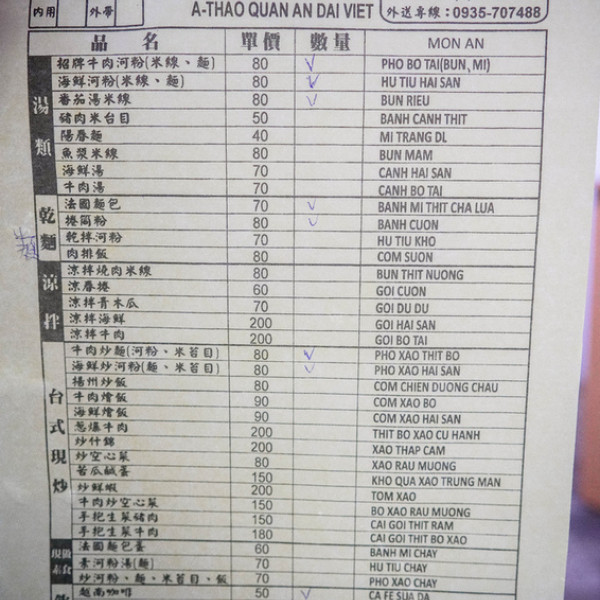 內用 外帶 A-THAO QUAN AN DAI VIET 外送專線：0935-707488
品名 單價 數量 MON AN
湯類
招牌牛肉河粉(米線、麵) 80 ✓ PHO BO TAI(BUN, MI)
海鮮河粉(米線、麵) 80 ✓ HU TIU HAI SAN
番茄湯米線 80 ✓ BUN RIEU
豬肉米台目 50 BANH CANH THIT
陽春麵 40 MI TRANG DL
魚漿米線 80 BUN MAM
海鮮湯 70 CANH HAI SAN
牛肉湯 70 CANH BO TAI
乾麵類
法國麵包 70 ✓ BANH MI THIT CHA LUA
捲筒粉 80 ✓ BANH CUON
乾拌河粉 70 HU TIU KHO
肉排飯 80 COM SUON
涼拌
涼拌燒肉米線 80 BUN THIT NUONG
涼春捲 60 GOI CUON
涼拌青木瓜 70 GOI DU DU
涼拌海鮮 200 GOI HAI SAN
涼拌牛肉 200 GOI BO TAI
台式現炒
牛肉炒麵(河粉、米苔目) 80 ✓ PHO XAO THIT BO
海鮮炒河粉(麵、米苔目) 80 ✓ PHO XAO HAI SAN
揚州炒飯 80 COM CHIEN DUONG CHAU
牛肉燴飯 90 COM XAO BO
海鮮燴飯 90 COM XAO HAI SAN
蔥爆牛肉 200 THIT BO XAO CU HANH
炒什錦 200 XAO THAP CAM
炒空心菜 80 XAO RAU MUONG
苦瓜鹹蛋 150 KHO QUA XAO TRUNG MAN
炒鮮蝦 200 TOM XAO
牛肉炒空心菜 150 BO XAO RAU MUONG
手挽生菜豬肉 150 CAI GOI THIT RAM
手挽生菜牛肉 180 CAI GOI THIT BO XAO
現做素食
法國麵包蛋 60 BANH MI CHAY
素河粉湯(麵) 70 HU TIU CHAY
炒河粉、麵、米苔目、飯 70 PHO XAO CHAY
越南咖啡 50 ✓ CA FE SUA DA